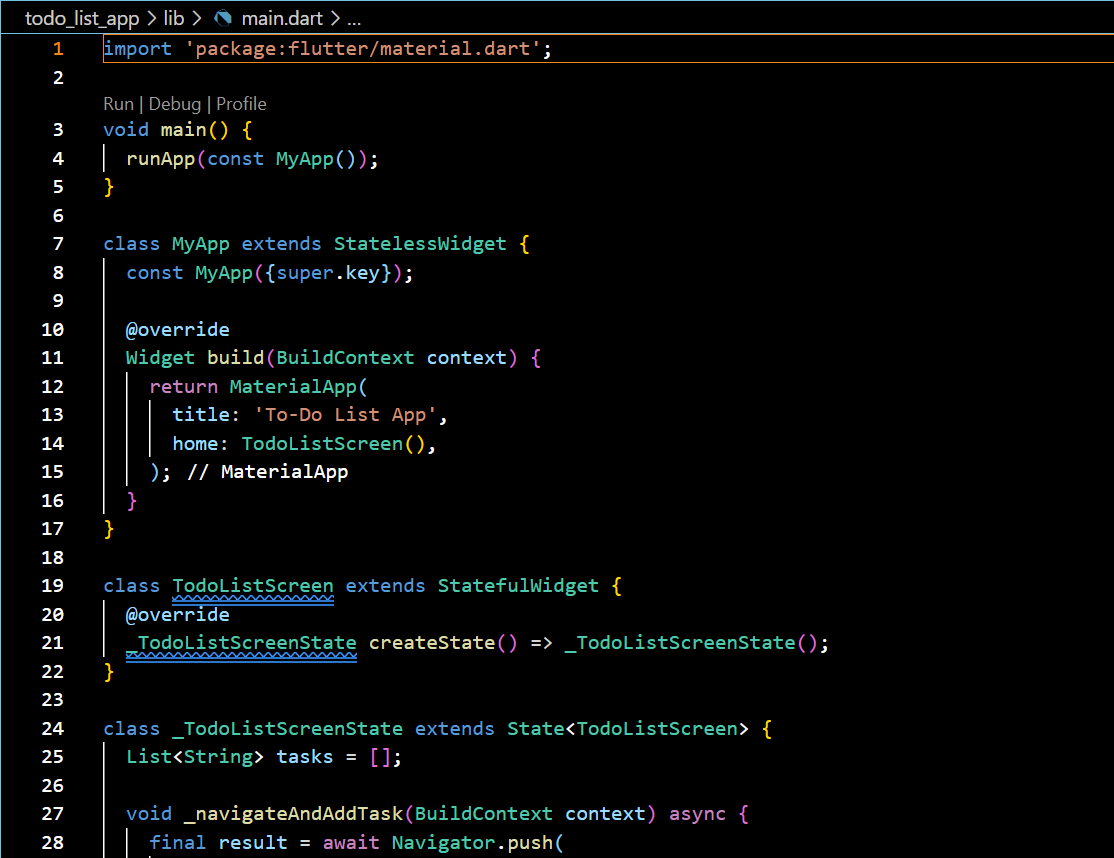 todo_list_app > lib > main.dart > ...
1 import 'package:flutter/material.dart';
2
Run | Debug | Profile
3 void main() {
4   runApp(const MyApp());
5 }
6
7 class MyApp extends StatelessWidget {
8   const MyApp({super.key});
9
10   @override
11   Widget build(BuildContext context) {
12     return MaterialApp(
13       title: 'To-Do List App',
14       home: TodoListScreen(),
15     ); // MaterialApp
16   }
17 }
18
19 class TodoListScreen extends StatefulWidget {
20   @override
21   _TodoListScreenState createState() => _TodoListScreenState();
22 }
23
24 class _TodoListScreenState extends State<TodoListScreen> {
25   List<String> tasks = [];
26
27   void _navigateAndAddTask(BuildContext context) async {
28     final result = await Navigator.push(